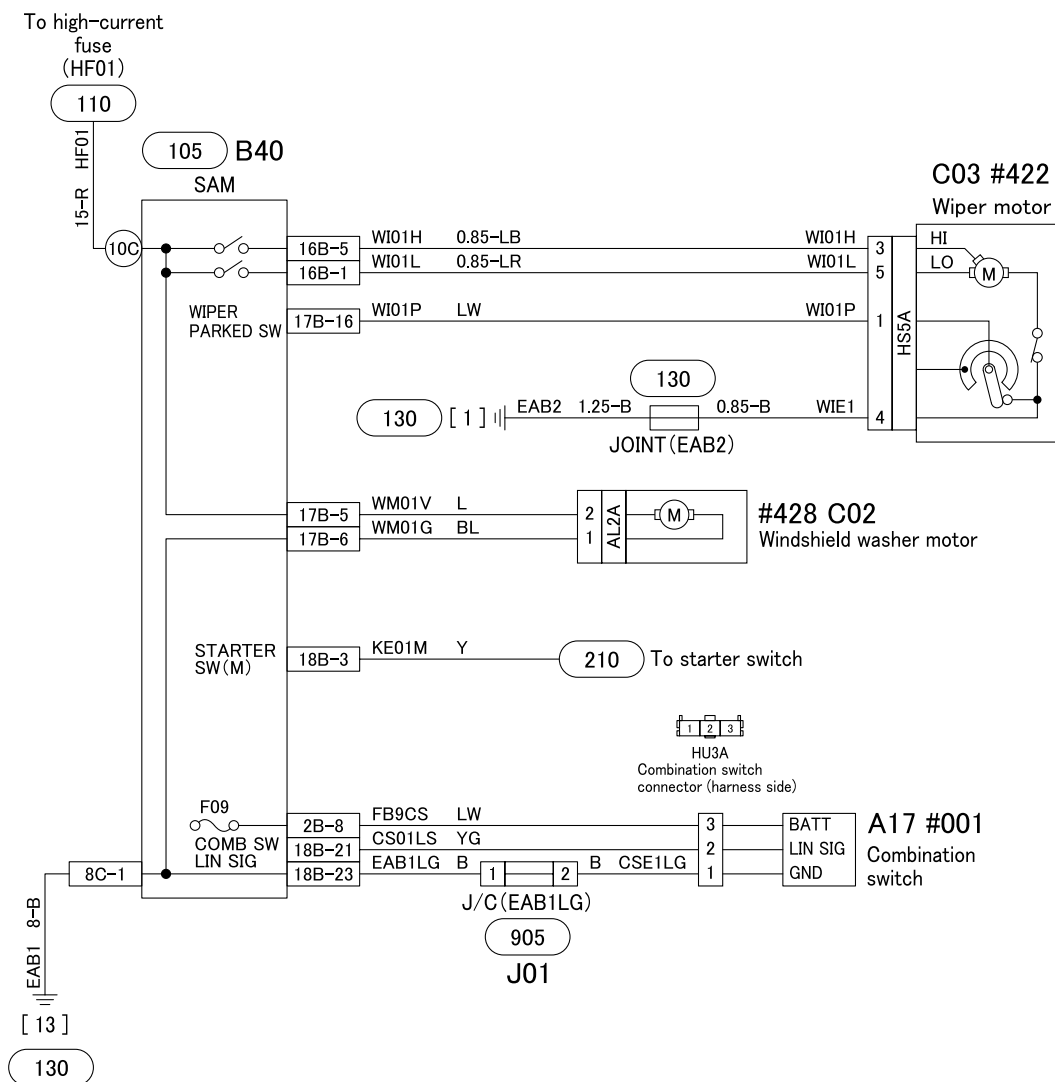 To high-current
fuse
(HF01)
110
15-R HF01
105 B40
SAM
10C
16B-5 WI01H 0.85-LB WI01H 3 HI
16B-1 WI01L 0.85-LR WI01L 5 LO
C03 #422
Wiper motor
M
WIPER
PARKED SW
17B-16 WI01P LW WI01P 1
HS5A
130
130 [1] EAB2 1.25-B 0.85-B WIE1 4
JOINT(EAB2)
17B-5 WM01V L 2
17B-6 WM01G BL 1
AL2A
M
#428 C02
Windshield washer motor
STARTER
SW(M)
18B-3 KE01M Y 210 To starter switch
1 2 3
HU3A
Combination switch
connector (harness side)
F09
COMB SW
LIN SIG
2B-8 FB9CS LW 3 BATT
18B-21 CS01LS YG 2 LIN SIG
18B-23 EAB1LG B 1 2 B CSE1LG 1 GND
A17 #001
Combination
switch
8C-1
J/C(EAB1LG)
905
J01
EAB1 8-B
[13]
130